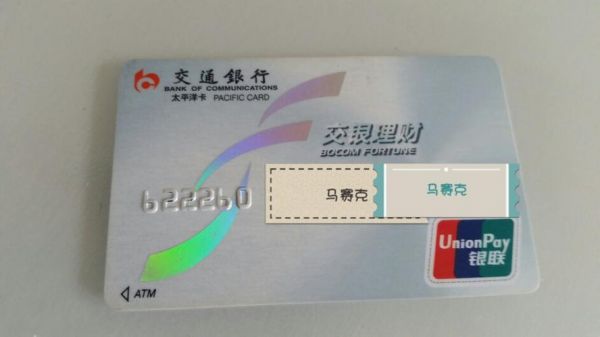 交通銀行
BANK OF COMMUNICATIONS
太平洋卡 PACIFIC CARD
交银理财
BOCOM FORTUNE
622260
马赛克
马赛克
UnionPay
银联
ATM